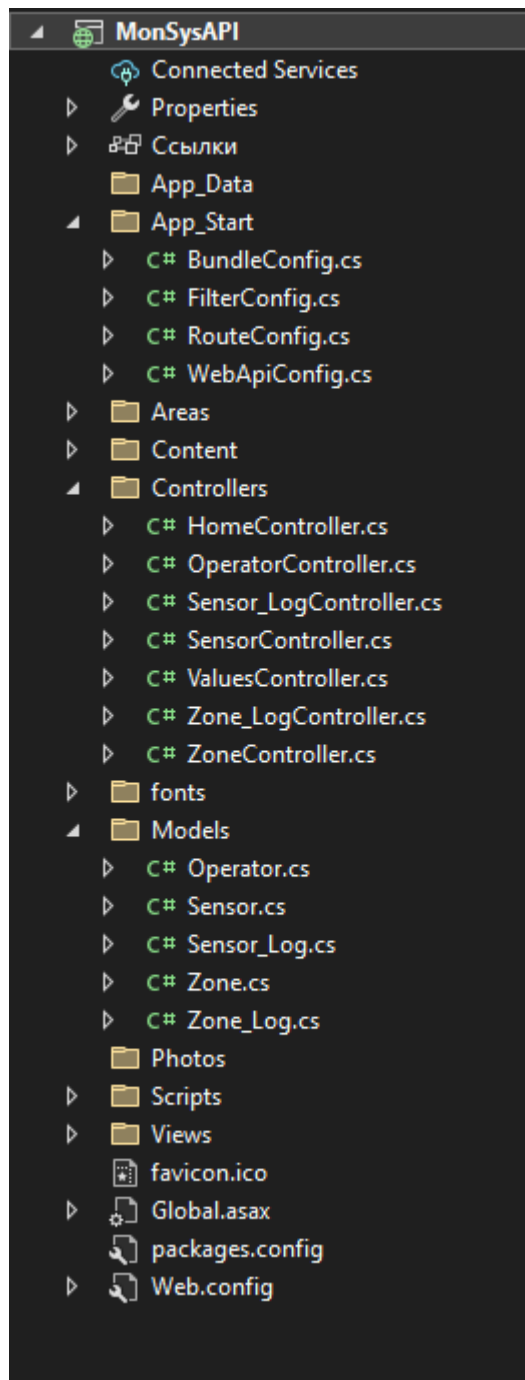 MonSysAPI
Connected Services
Properties
Ссылки
App_Data
App_Start
C# BundleConfig.cs
C# FilterConfig.cs
C# RouteConfig.cs
C# WebApiConfig.cs
Areas
Content
Controllers
C# HomeController.cs
C# OperatorController.cs
C# Sensor_LogController.cs
C# SensorController.cs
C# ValuesController.cs
C# Zone_LogController.cs
C# ZoneController.cs
fonts
Models
C# Operator.cs
C# Sensor.cs
C# Sensor_Log.cs
C# Zone.cs
C# Zone_Log.cs
Photos
Scripts
Views
favicon.ico
Global.asax
packages.config
Web.config